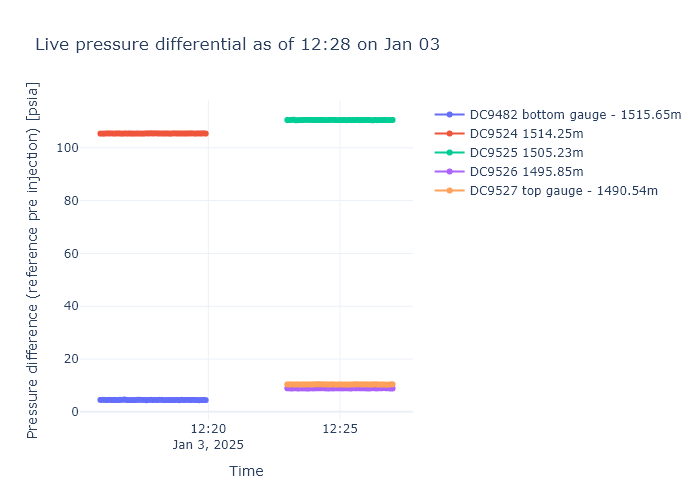 Live pressure differential as of 12:28 on Jan 03
Pressure difference (reference pre injection) [psia]
100
80
60
40
20
0
12:20
Jan 3, 2025
12:25
Time
DC9482 bottom gauge - 1515.65m
DC9524 1514.25m
DC9525 1505.23m
DC9526 1495.85m
DC9527 top gauge - 1490.54m